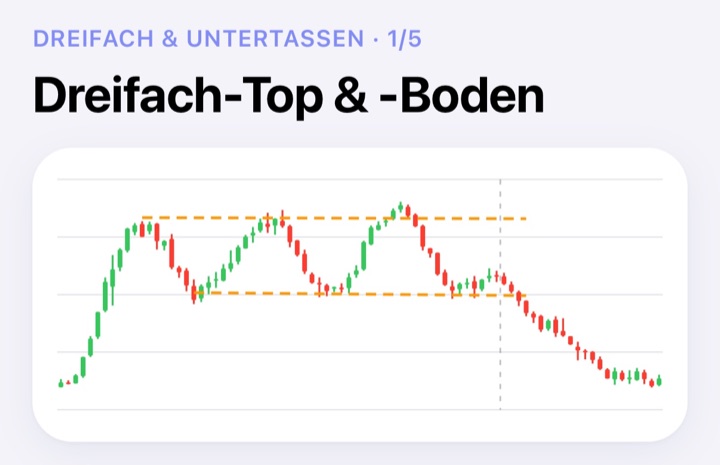 DREIFACH & UNTERTASSEN · 1/5
Dreifach-Top & -Boden